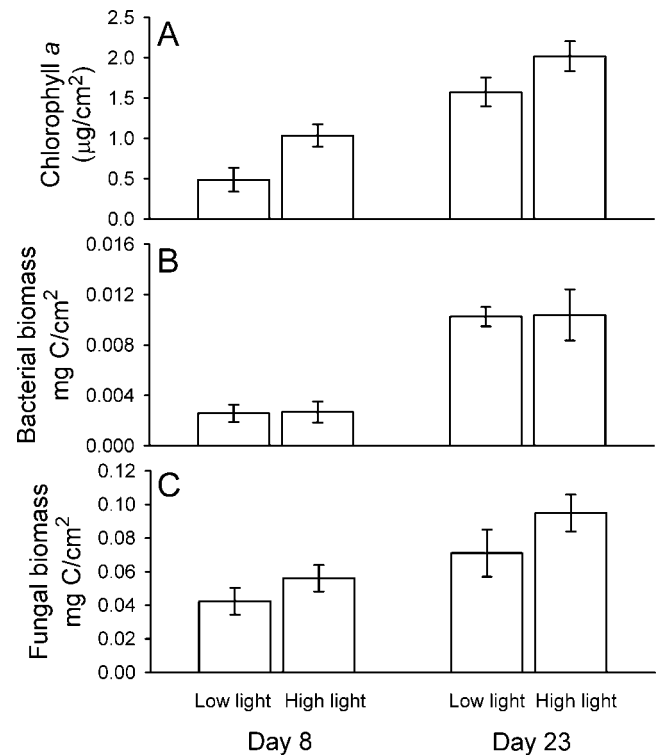 A
Chlorophyll a
(μg/cm2)
2.5
2.0
1.5
1.0
0.5
0.0
B
Bacterial biomass
mg C/cm2
0.016
0.012
0.008
0.004
0.000
C
Fungal biomass
mg C/cm2
0.12
0.10
0.08
0.06
0.04
0.02
0.00
Low light High light Low light High light
Day 8 Day 23